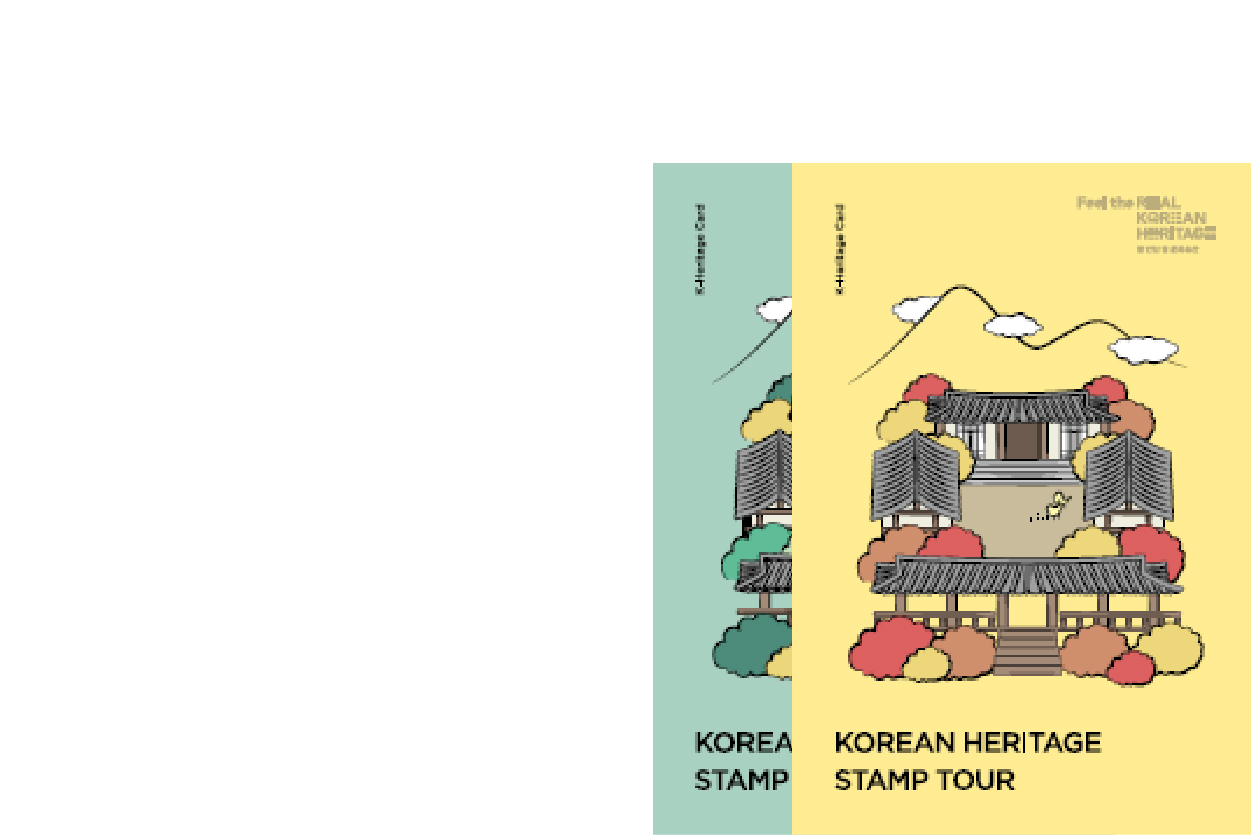 K-Heritage Card
KOREA
STAMP
K-Heritage Card
Feel the REAL
KOREAN
HERITAGE
KOREAN HERITAGE
STAMP TOUR